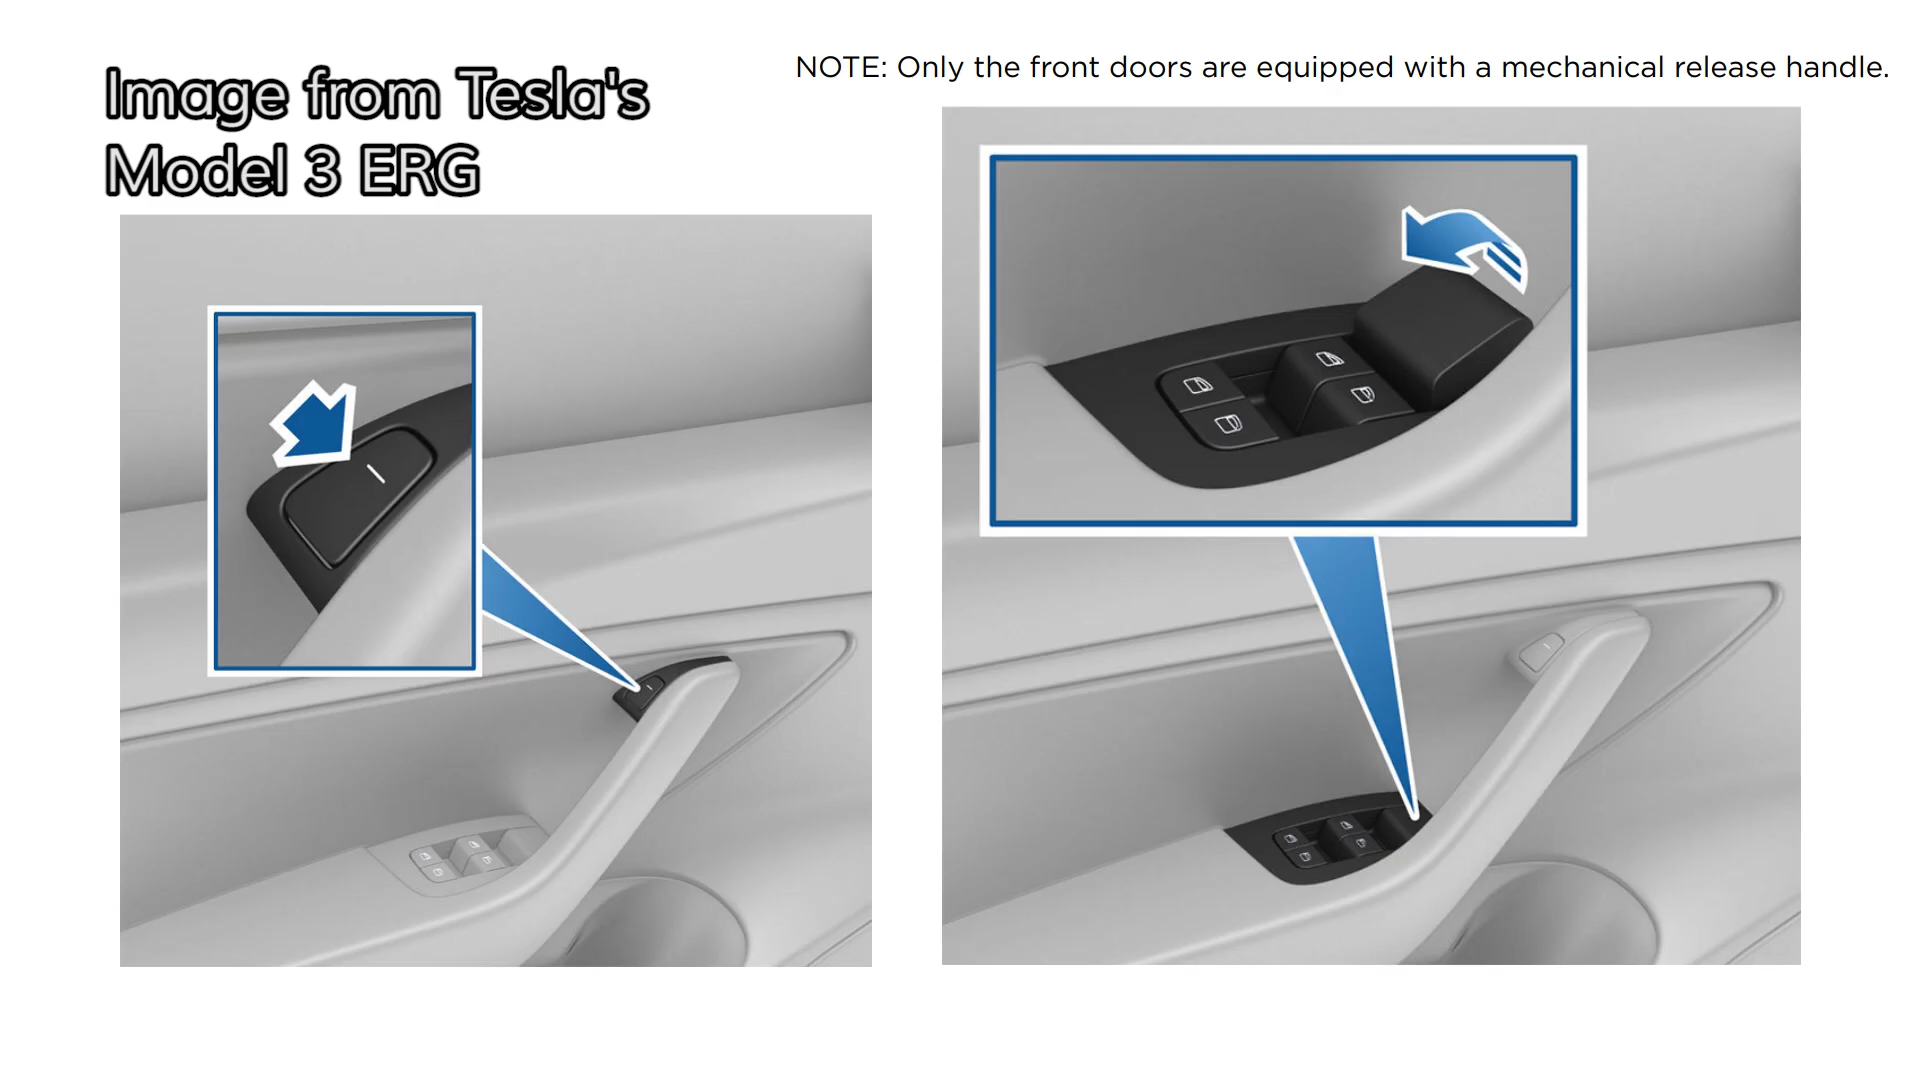 Image from Tesla's
Model 3 ERG
NOTE: Only the front doors are equipped with a mechanical release handle.